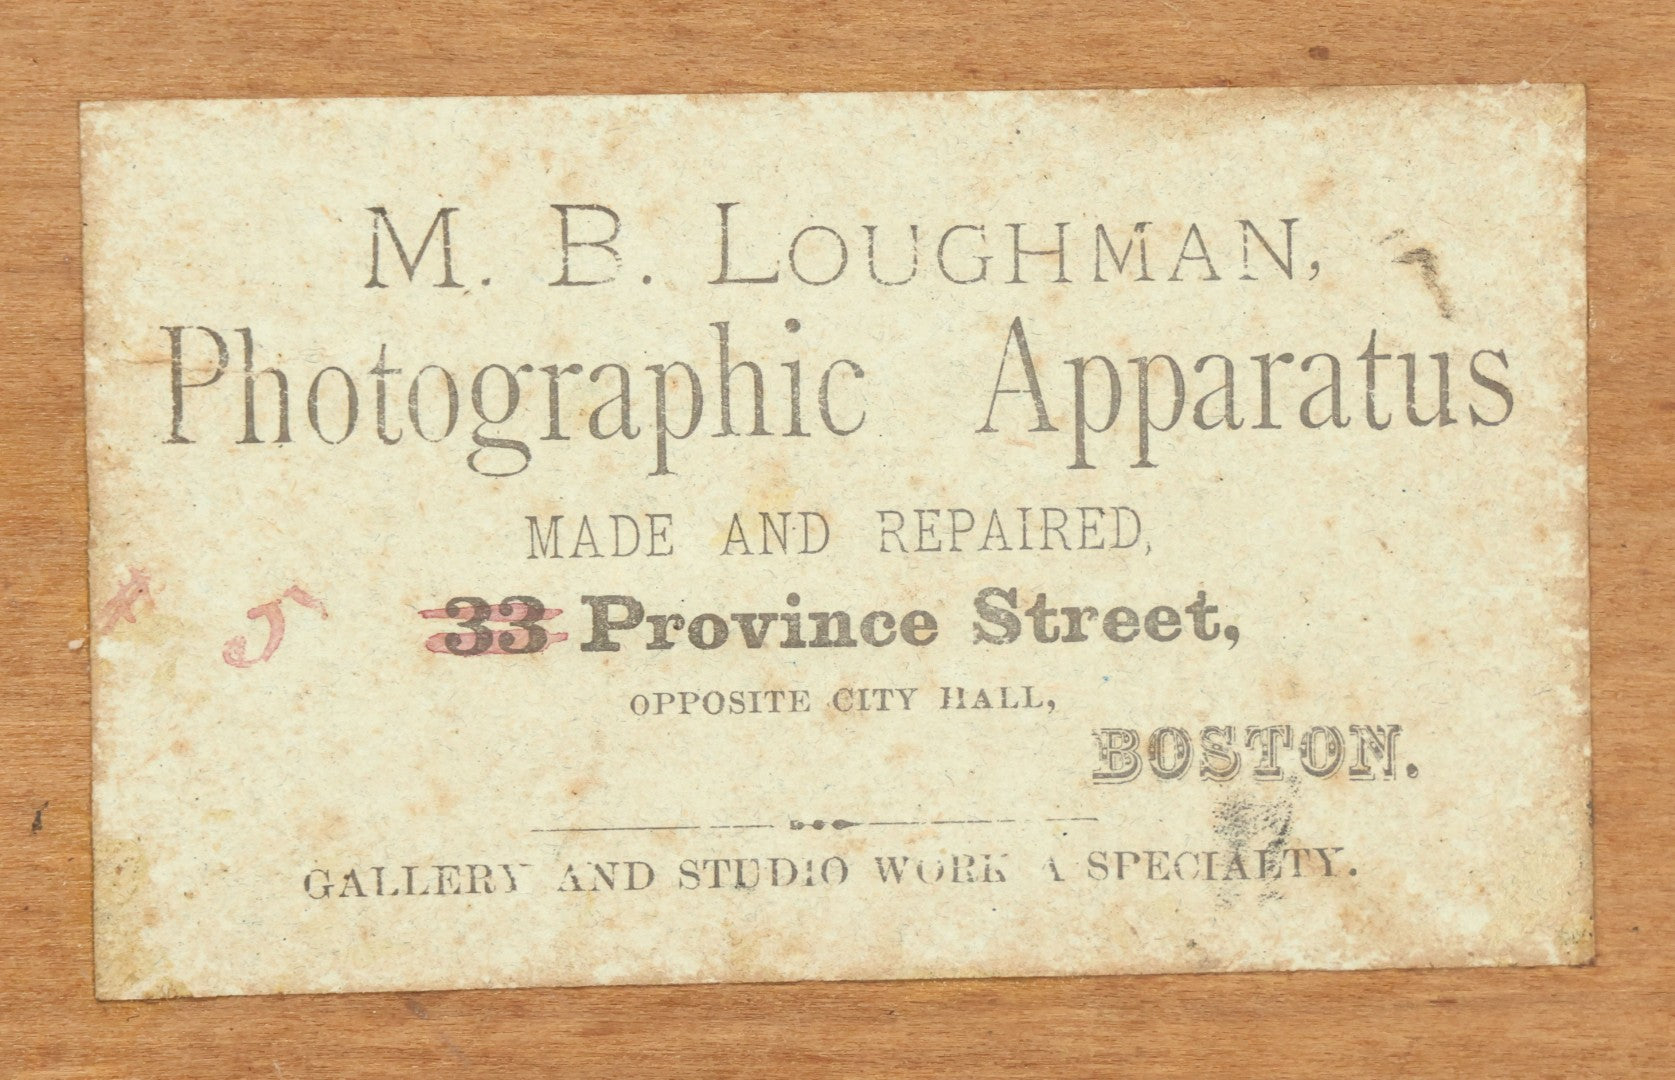 M. B. LOUGHMAN,
Photographic Apparatus
MADE AND REPAIRED,
# 5 33 Province Street,
OPPOSITE CITY HALL,
BOSTON.
GALLERY AND STUDIO WORK A SPECIALTY.